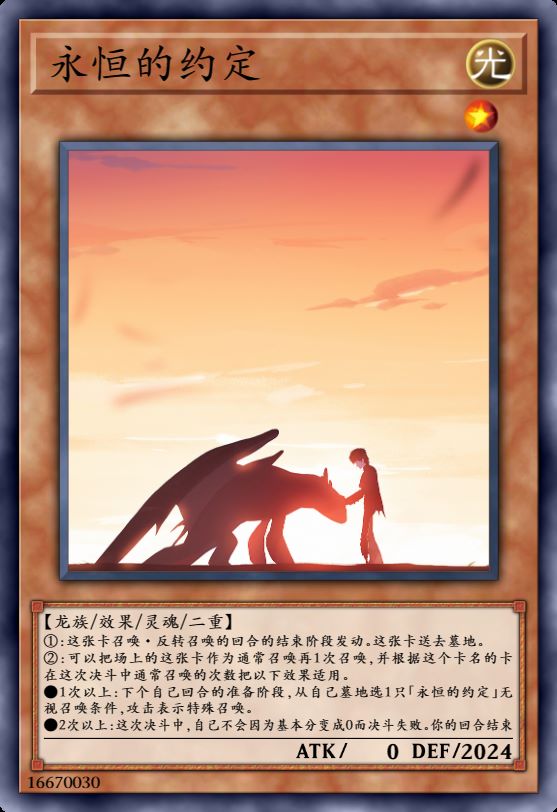 永恒的约定
光
【龙族/效果/灵魂/二重】
①:这张卡召唤·反转召唤的回合的结束阶段发动。这张卡送去墓地。
②:可以把场上的这张卡作为通常召唤再1次召唤,并根据这个卡名的卡
在这次决斗中通常召唤的次数把以下效果适用。
●1次以上:下个自己回合的准备阶段,从自己墓地选1只「永恒的约定」无
视召唤条件,攻击表示特殊召唤。
●2次以上:这次决斗中,自己不会因为基本分变成0而决斗失败。你的回合结束
ATK/ 0 DEF/2024
16670030